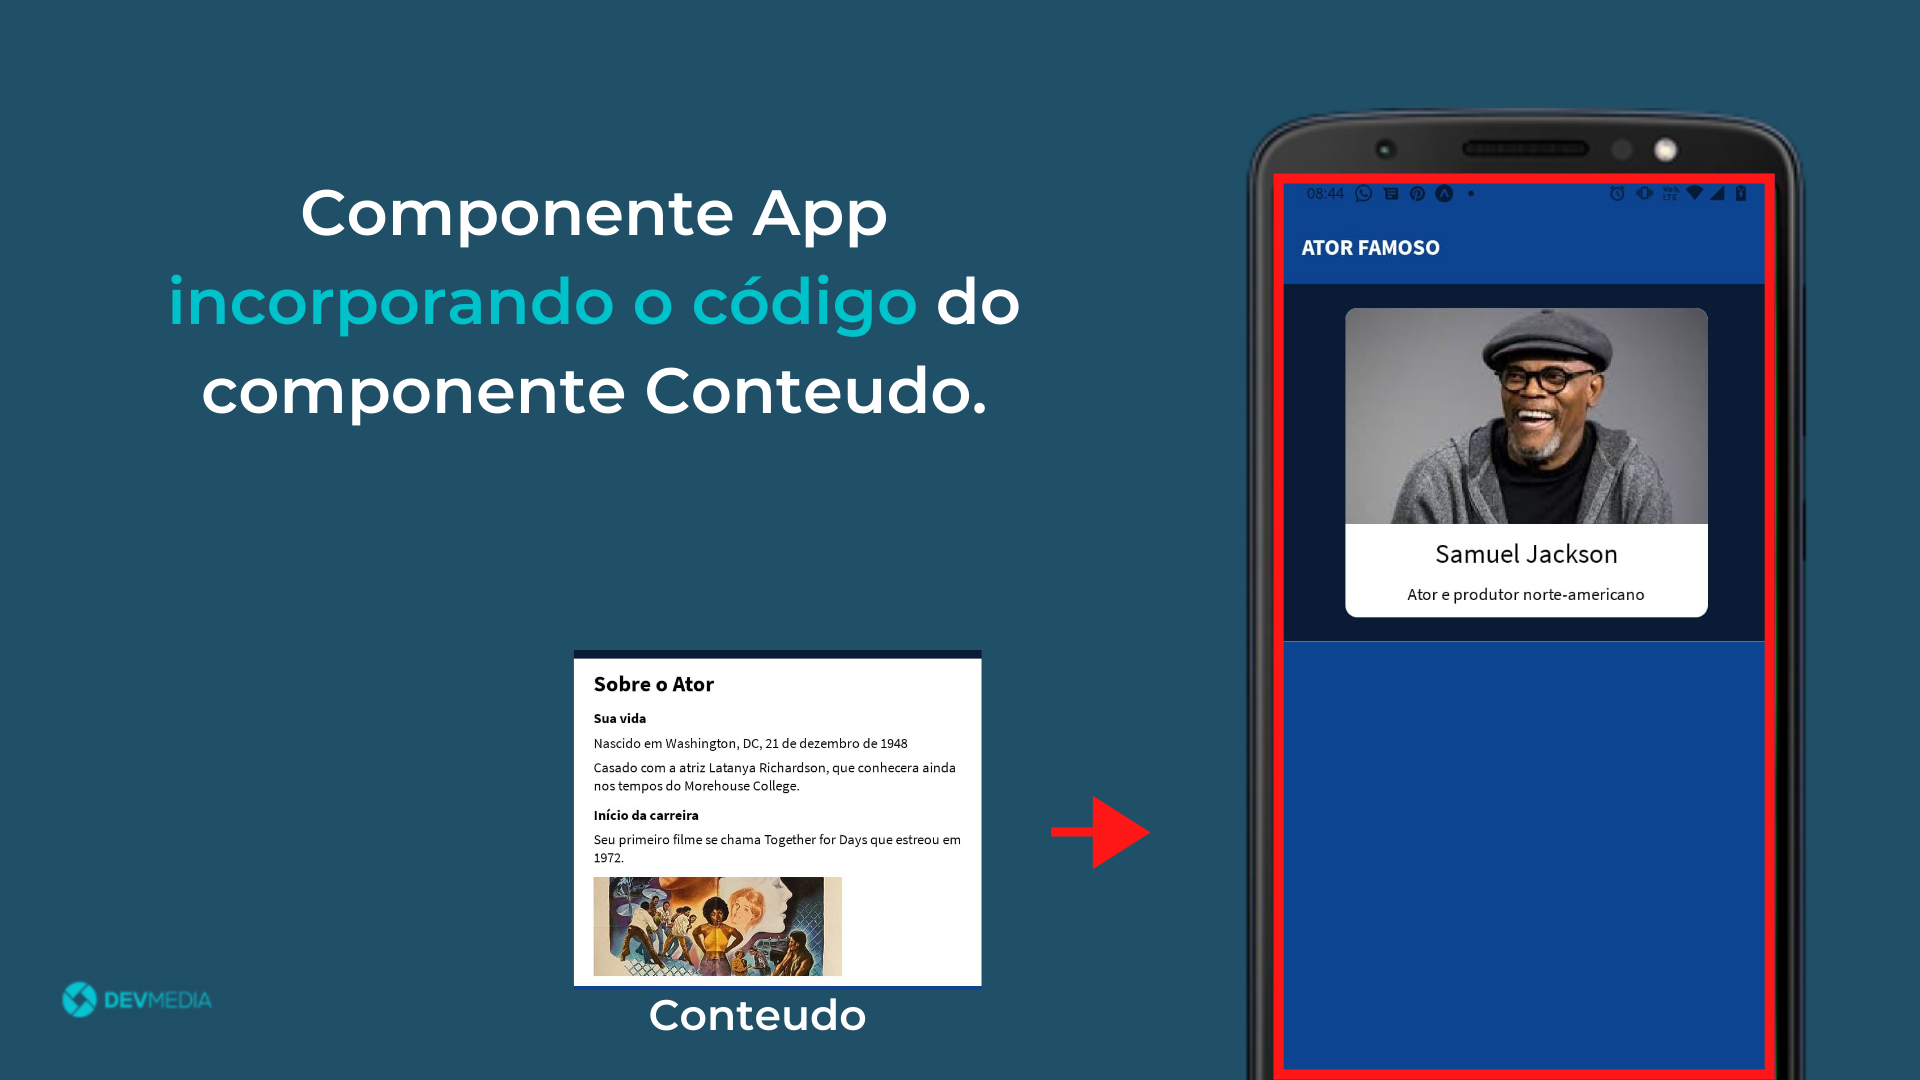 Componente App
incorporando o código do
componente Conteudo.
08:44
VoLTE
ATOR FAMOSO
Samuel Jackson
Ator e produtor norte-americano
Sobre o Ator
Sua vida
Nascido em Washington, DC, 21 de dezembro de 1948
Casado com a atriz Latanya Richardson, que conhecera ainda
nos tempos do Morehouse College.
Início da carreira
Seu primeiro filme se chama Together for Days que estreou em
1972.
Conteudo
DEVMEDIA